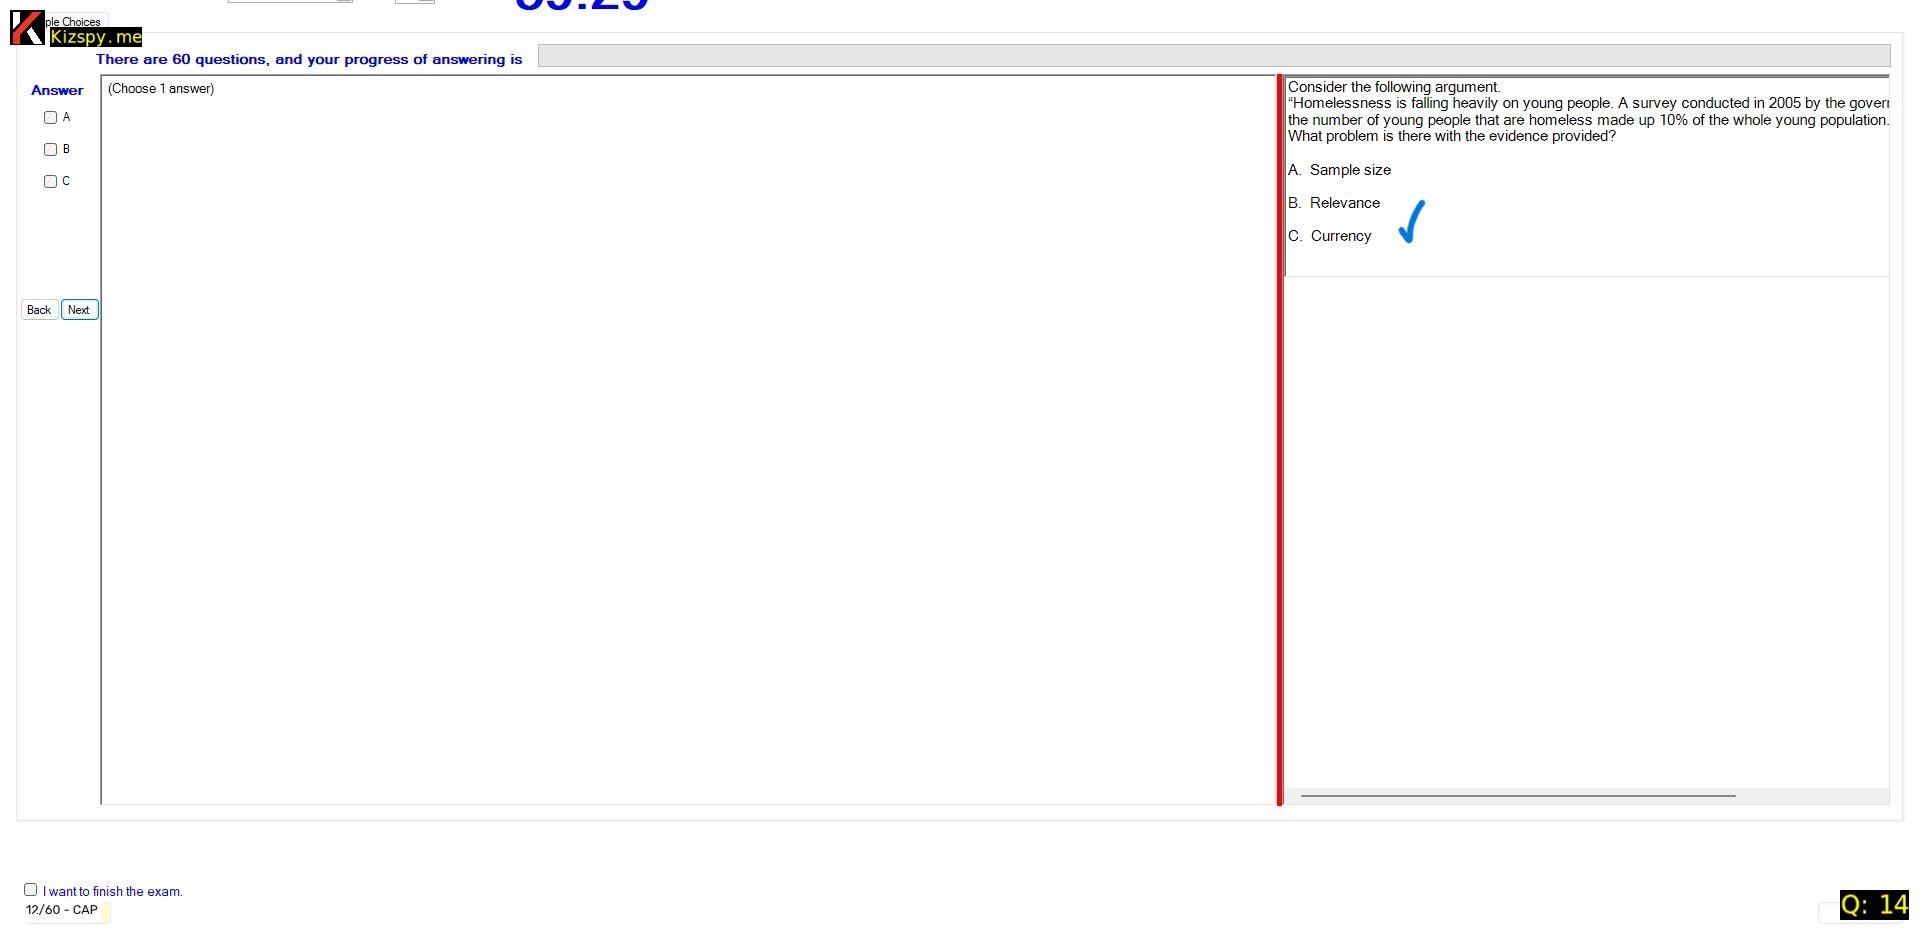 ple Choices
Kizspy.me
There are 60 questions, and your progress of answering is
Answer
A
B
C
Back Next
(Choose 1 answer)
Consider the following argument.
“Homelessness is falling heavily on young people. A survey conducted in 2005 by the
the number of young people that are homeless made up 10% of the whole young population.
What problem is there with the evidence provided?
A. Sample size
B. Relevance
C. Currency
I want to finish the exam.
12/60 - CAP
Q: 14